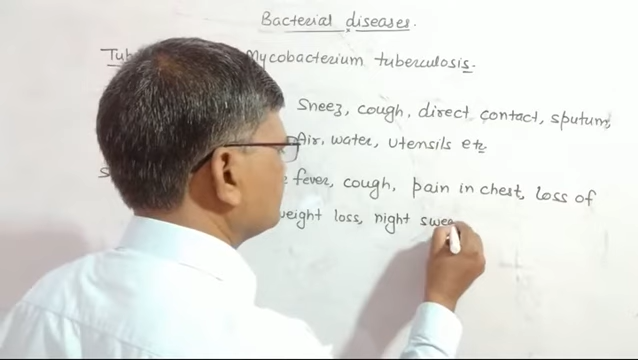 Bacterial diseases.
Mycobacterium tuberculosis.
Sneez, cough, direct contact, sputum,
Air, water, utensils etc
fever, cough, pain in chest, loss of
weight loss, night swea